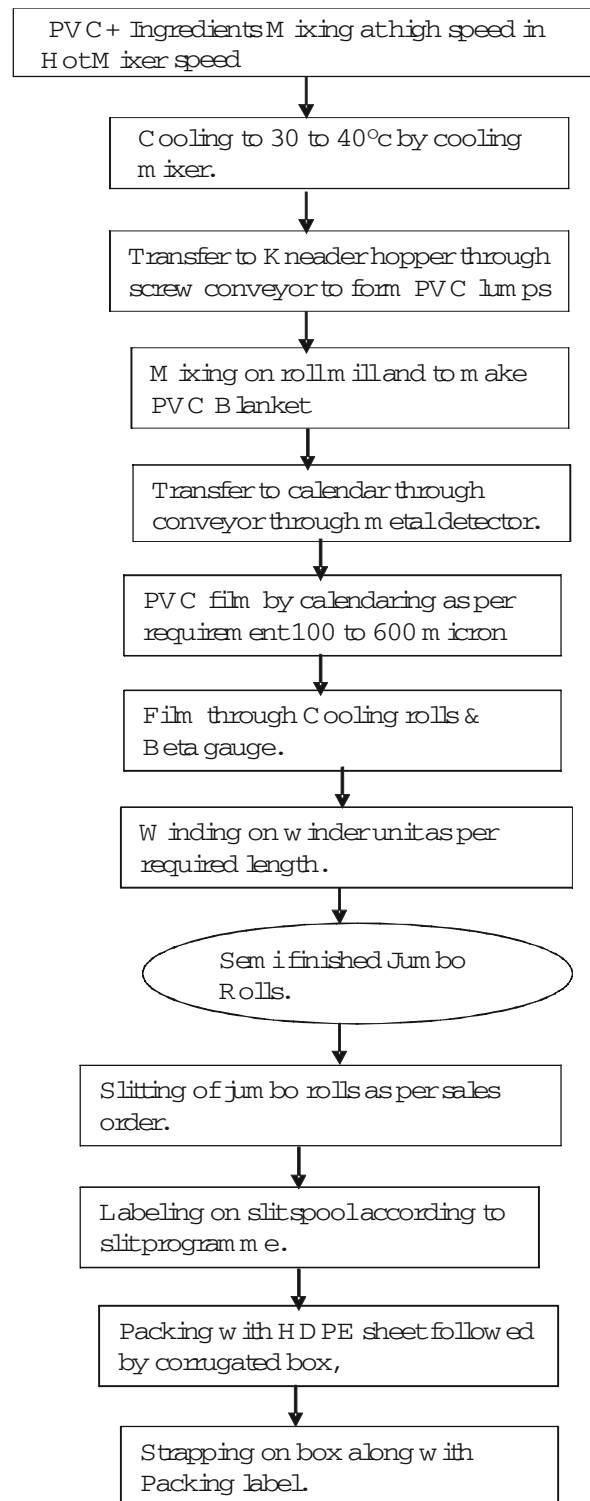 PVC+ Ingredients Mixing at high speed in
Hot Mixer speed
Cooling to 30 to 40°c by cooling
mixer.
Transfer to Kneader hopper through
screw conveyor to form PVC lumps
Mixing on roll mill and to make
PVC Blanket
Transfer to calendar through
conveyor through metal detector.
PVC film by calendaring as per
requirement 100 to 600 micron
Film through Cooling rolls &
Beta gauge.
Winding on winder unit as per
required length.
Semi finished Jumbo
Rolls.
Slitting of jumbo rolls as per sales
order.
Labeling on slit spool according to
slit programme.
Packing with HDPE sheet followed
by corrugated box,
Strapping on box along with
Packing label.